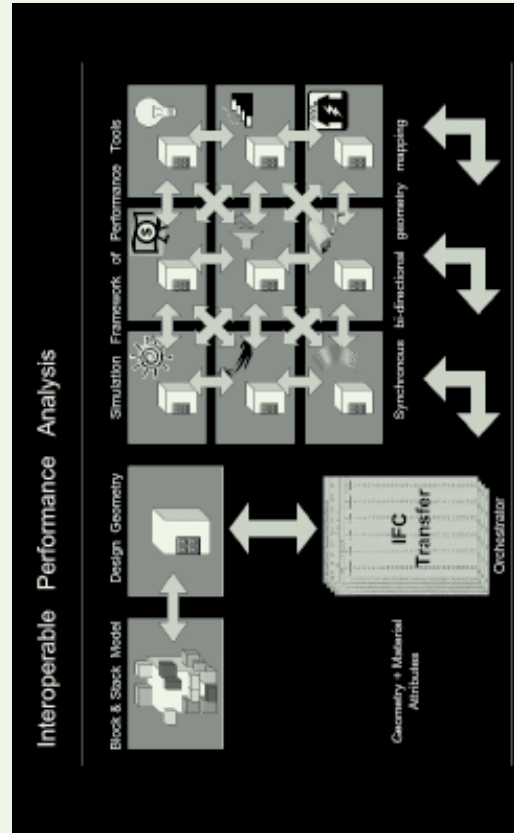 Interoperable Performance Analysis
Block & Stack Model
Design Geometry
Simulation Framework of Performance Tools
$
Synchronous bi-directional geometry mapping
Geometry + Material
Attributes
IFC
Transfer
Orchestrator